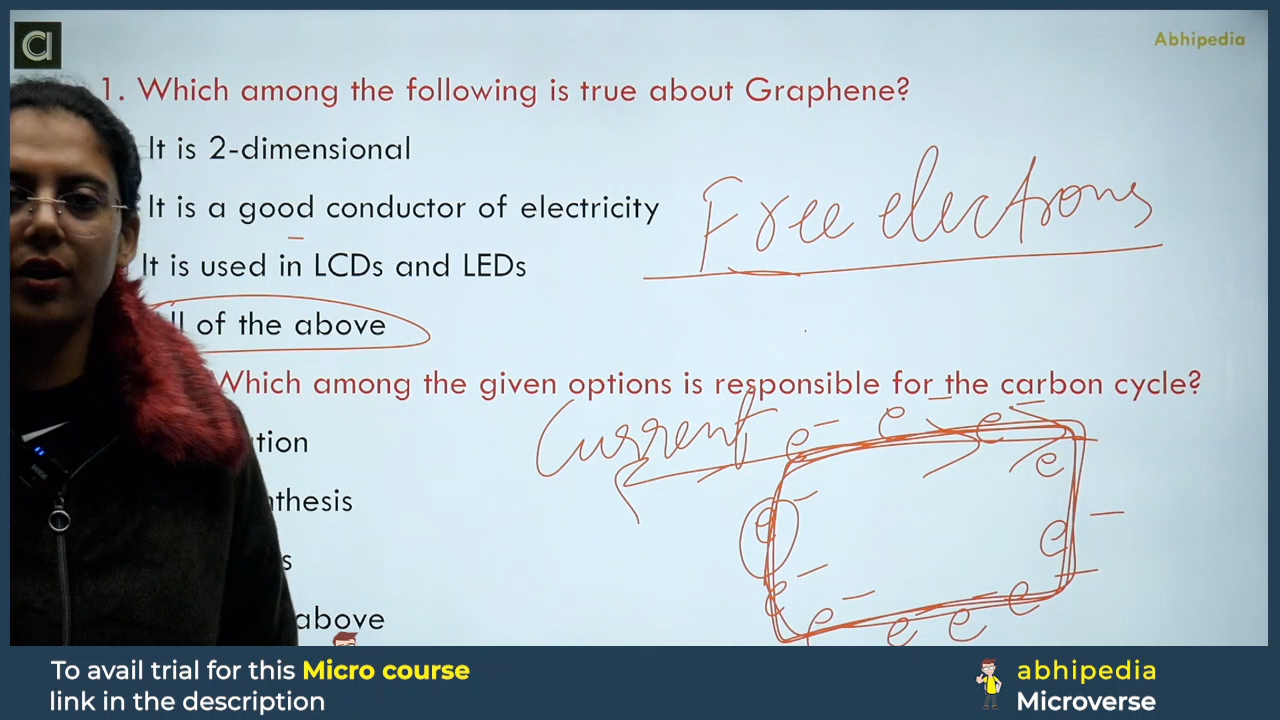 a
Abhipedia
1. Which among the following is true about Graphene?
It is 2-dimensional
It is a good conductor of electricity
Free electrons
It is used in LCDs and LEDs
ll of the above
Which among the given options is responsible for the carbon cycle?
Current
e⁻ e⁻ e⁻
tion
e
nthesis
e⁻
e⁻
s
e⁻
e⁻ e⁻ e⁻ e⁻
above
To avail trial for this Micro course
link in the description
abhipedia
Microverse